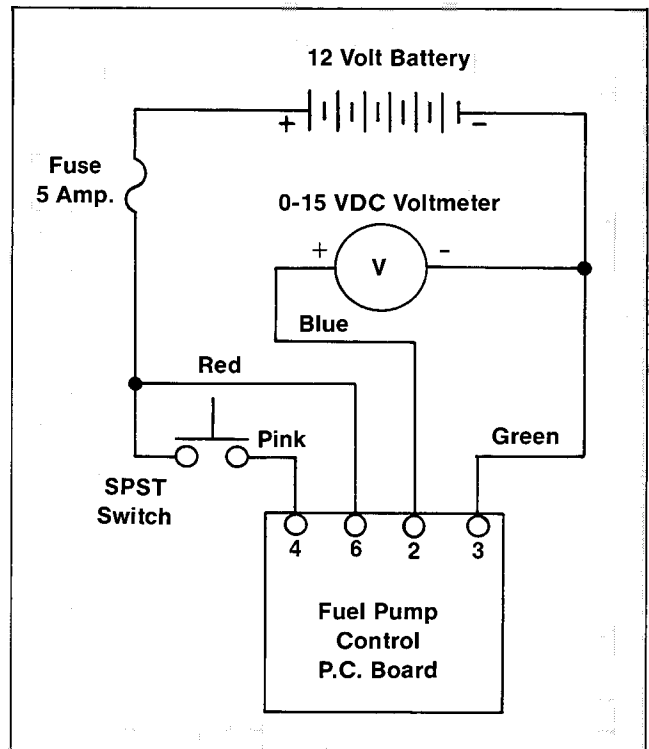 12 Volt Battery
+ -
Fuse
5 Amp.
0-15 VDC Voltmeter
+ -
V
Blue
Red
Pink
Green
SPST
Switch
4 6 2 3
Fuel Pump
Control
P.C. Board